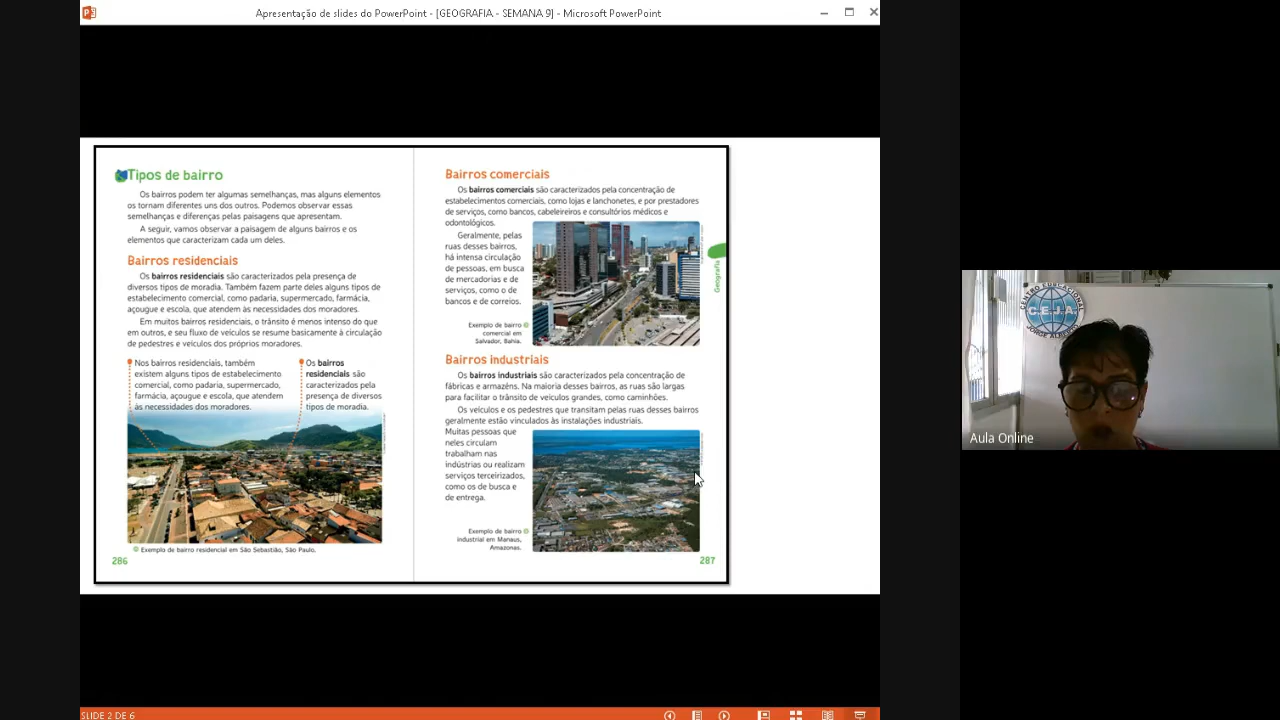 Apresentação de slides do PowerPoint - [GEOGRAFIA - SEMANA 9] - Microsoft PowerPoint
Tipos de bairro
Os bairros podem ter algumas semelhanças, mas alguns elementos
os tornam diferentes uns dos outros. Podemos observar essas
semelhanças e diferenças pelas paisagens que apresentam.
A seguir, vamos observar a paisagem de alguns bairros e os
elementos que caracterizam cada um deles.
Bairros residenciais
Os bairros residenciais são caracterizados pela presença de
diversos tipos de moradia. Também fazem parte deles alguns tipos de
estabelecimento comercial, como padaria, supermercado, farmácia,
açougue e escola, que atendem às necessidades dos moradores.
Em muitos bairros residenciais, o trânsito é menos intenso do que
em outros, e seu fluxo de veículos se resume basicamente à circulação
de pedestres e veículos dos próprios moradores.
Nos bairros residenciais, também
existem alguns tipos de estabelecimento
comercial, como padaria, supermercado,
farmácia, açougue e escola, que atendem
às necessidades dos moradores.
Os bairros
residenciais são
caracterizados pela
presença de diversos
tipos de moradia.
Exemplo de bairro residencial em São Sebastião, São Paulo.
286
Bairros comerciais
Os bairros comerciais são caracterizados pela concentração de
estabelecimentos comerciais, como lojas e lanchonetes, e por prestadores
de serviços, como bancos, cabeleireiros e consultórios médicos e
odontológicos.
Geralmente, pelas
ruas desses bairros,
há intensa circulação
de pessoas, em busca
de mercadorias e de
serviços, como o de
bancos e de correios.
Exemplo de bairro
comercial em
Salvador, Bahia.
Geografia
Bairros industriais
Os bairros industriais são caracterizados pela concentração de
fábricas e armazéns. Na maioria desses bairros, as ruas são largas
para facilitar o trânsito de veículos grandes, como caminhões.
Os veículos e os pedestres que transitam pelas ruas desses bairros
geralmente estão vinculados às instalações industriais.
Muitas pessoas que
neles circulam
trabalham nas
indústrias ou realizam
serviços terceirizados,
como os de busca e
de entrega.
Exemplo de bairro
industrial em Manaus,
Amazonas.
287
SLIDE 2 DE 6
CENTRO EDUCACIONAL
C.E.J.A
Aula Online